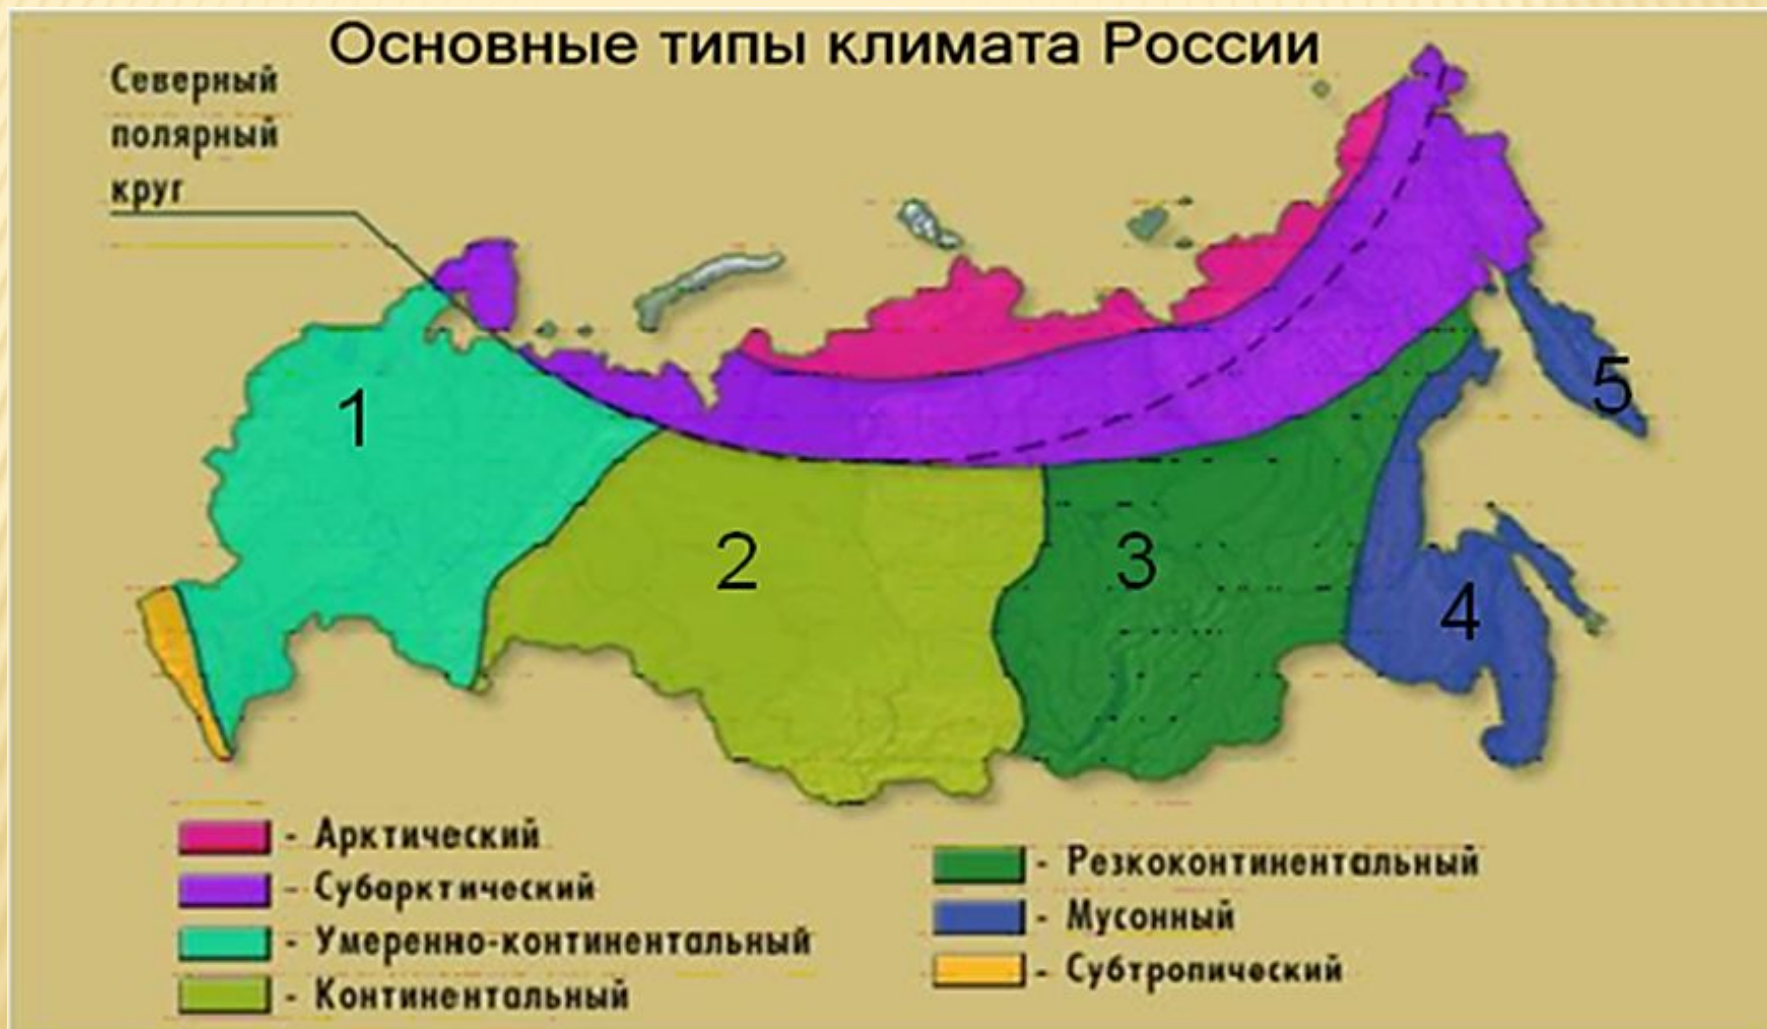 Основные типы климата России
Северный
полярный
круг
1
2
3
4
5
- Арктический
- Субарктический
- Умеренно-континентальный
- Континентальный
- Резкоконтинентальный
- Мусонный
- Субтропический